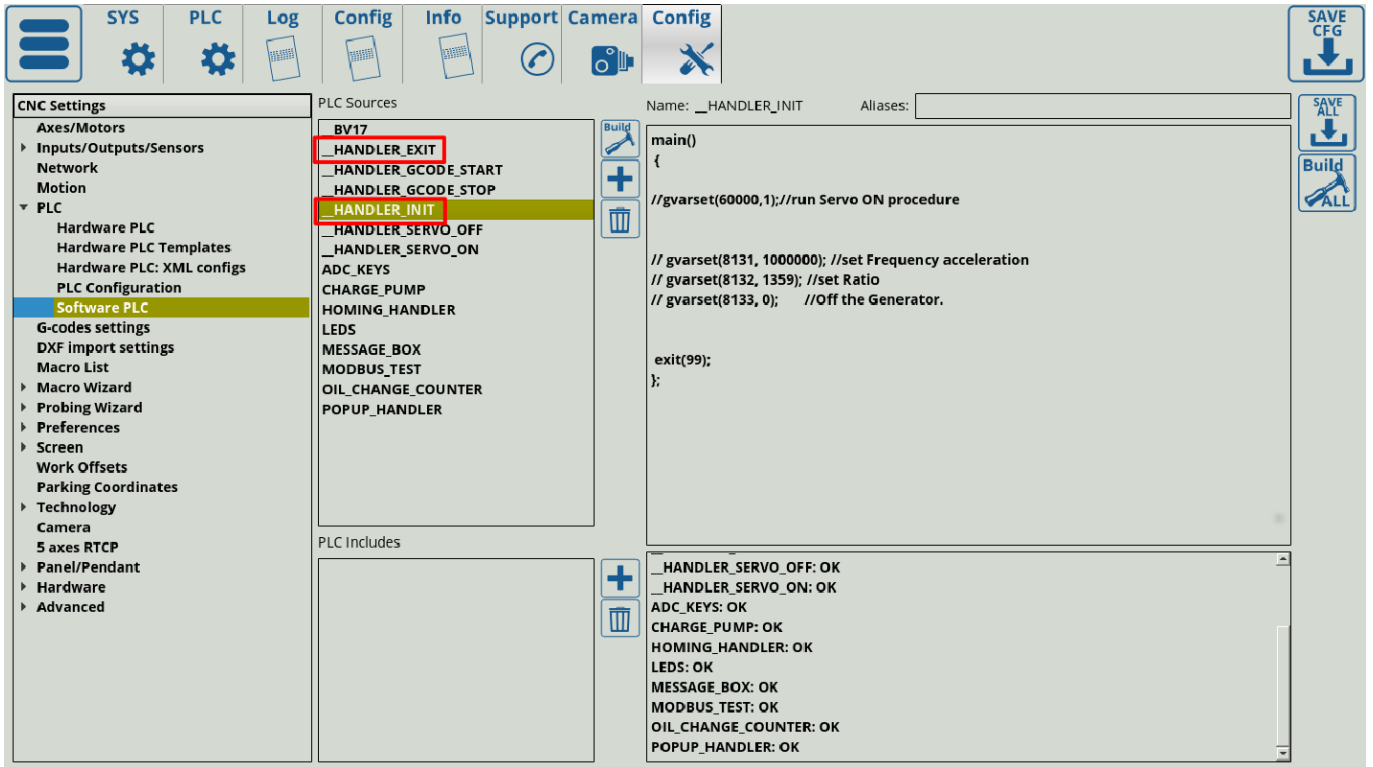 SYS PLC Log Config Info Support Camera Config
SAVE
CFG
CNC Settings
Axes/Motors
Inputs/Outputs/Sensors
Network
Motion
PLC
Hardware PLC
Hardware PLC Templates
Hardware PLC: XML configs
PLC Configuration
Software PLC
G-codes settings
DXF import settings
Macro List
Macro Wizard
Probing Wizard
Preferences
Screen
Work Offsets
Parking Coordinates
Technology
Camera
5 axes RTCP
Panel/Pendant
Hardware
Advanced
PLC Sources
__BV17
__HANDLER_EXIT
__HANDLER_GCODE_START
__HANDLER_GCODE_STOP
__HANDLER_INIT
__HANDLER_SERVO_OFF
__HANDLER_SERVO_ON
ADC_KEYS
CHARGE_PUMP
HOMING_HANDLER
LEDS
MESSAGE_BOX
MODBUS_TEST
OIL_CHANGE_COUNTER
POPUP_HANDLER
Build
PLC Includes
Name: __HANDLER_INIT Aliases:
main()
{
//gvarset(60000,1);//run Servo ON procedure
// gvarset(8131, 1000000); //set Frequency acceleration
// gvarset(8132, 1359); //set Ratio
// gvarset(8133, 0); //Off the Generator.
exit(99);
};
__HANDLER_SERVO_OFF: OK
__HANDLER_SERVO_ON: OK
ADC_KEYS: OK
CHARGE_PUMP: OK
HOMING_HANDLER: OK
LEDS: OK
MESSAGE_BOX: OK
MODBUS_TEST: OK
OIL_CHANGE_COUNTER: OK
POPUP_HANDLER: OK
SAVE
ALL
Build
ALL